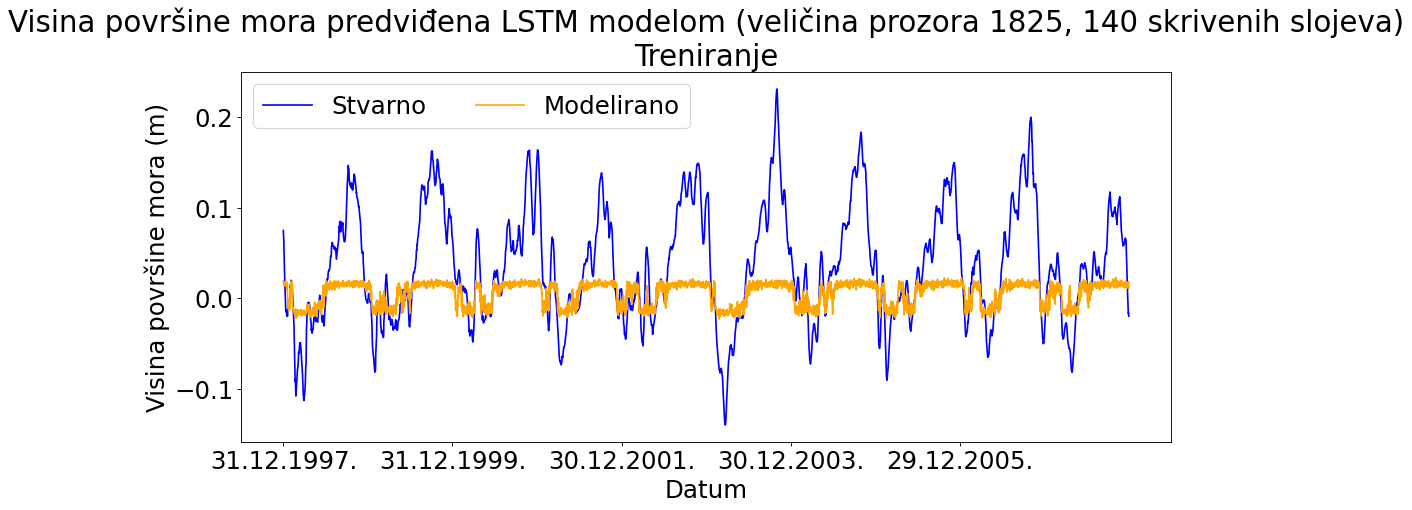 Visina površine mora predviđena LSTM modelom (veličina prozora 1825, 140 skrivenih slojeva)
Treniranje
Stvarno Modelirano
Visina površine mora (m)
0.2
0.1
0.0
−0.1
31.12.1997. 31.12.1999. 30.12.2001. 30.12.2003. 29.12.2005.
Datum